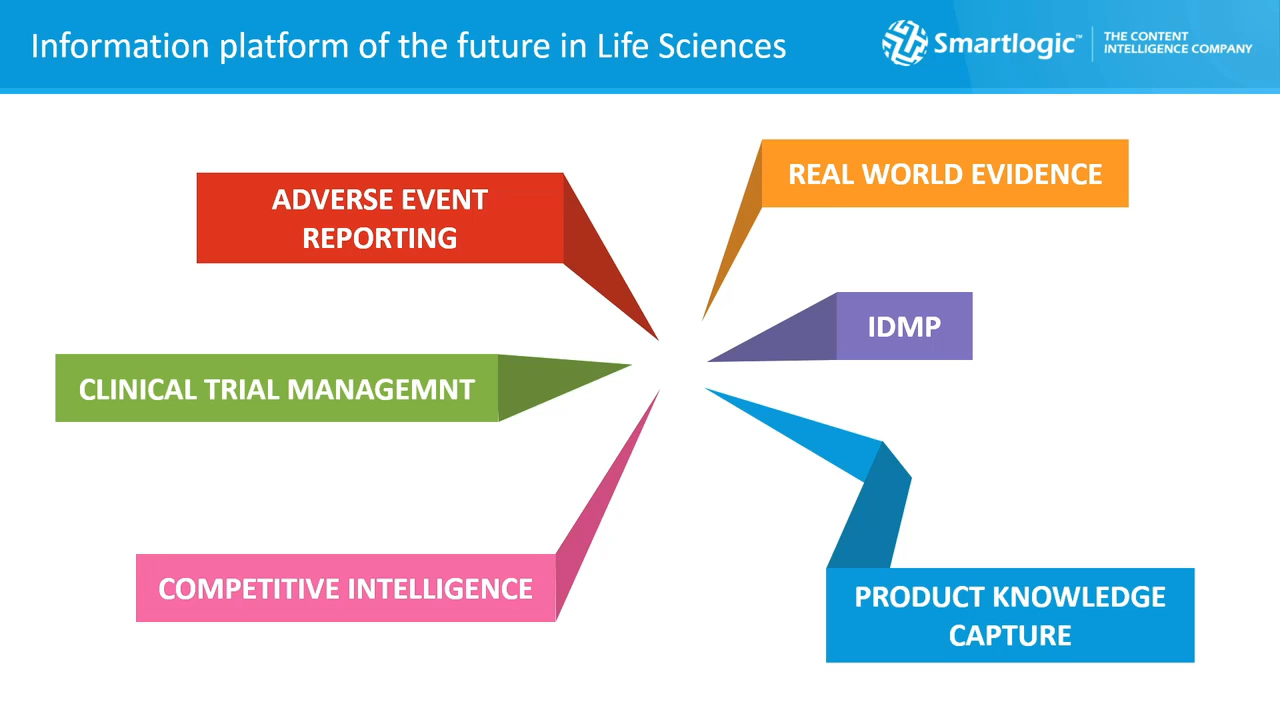 Information platform of the future in Life Sciences
Smartlogic™
THE CONTENT
INTELLIGENCE COMPANY
ADVERSE EVENT
REPORTING
REAL WORLD EVIDENCE
IDMP
CLINICAL TRIAL MANAGEMNT
COMPETITIVE INTELLIGENCE
PRODUCT KNOWLEDGE
CAPTURE